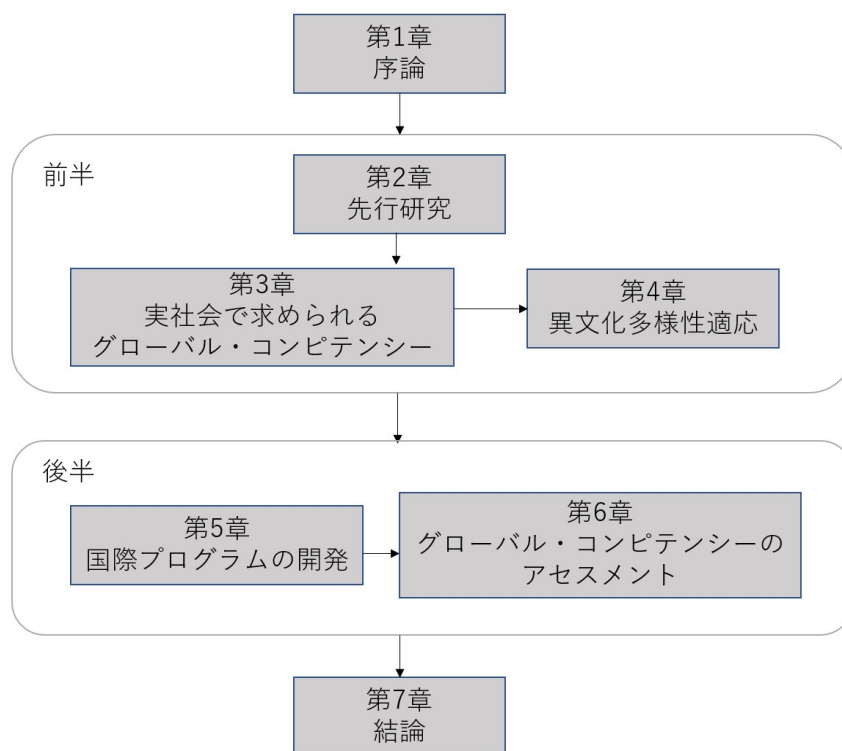 第1章
序論
前半
第2章
先行研究
第3章
実社会で求められる
グローバル・コンピテンシー
第4章
異文化多様性適応
後半
第5章
国際プログラムの開発
第6章
グローバル・コンピテンシーの
アセスメント
第7章
結論